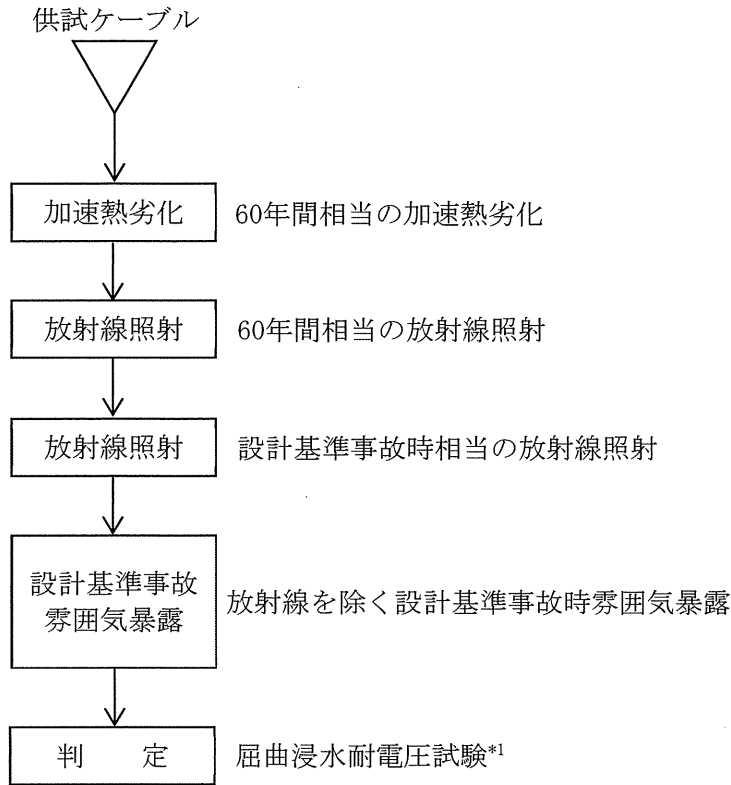 供試ケーブル
加速熱劣化 60年間相当の加速熱劣化
放射線照射 60年間相当の放射線照射
放射線照射 設計基準事故時相当の放射線照射
設計基準事故
雰囲気暴露
放射線を除く設計基準事故時雰囲気暴露
判 定 屈曲浸水耐電圧試験*1